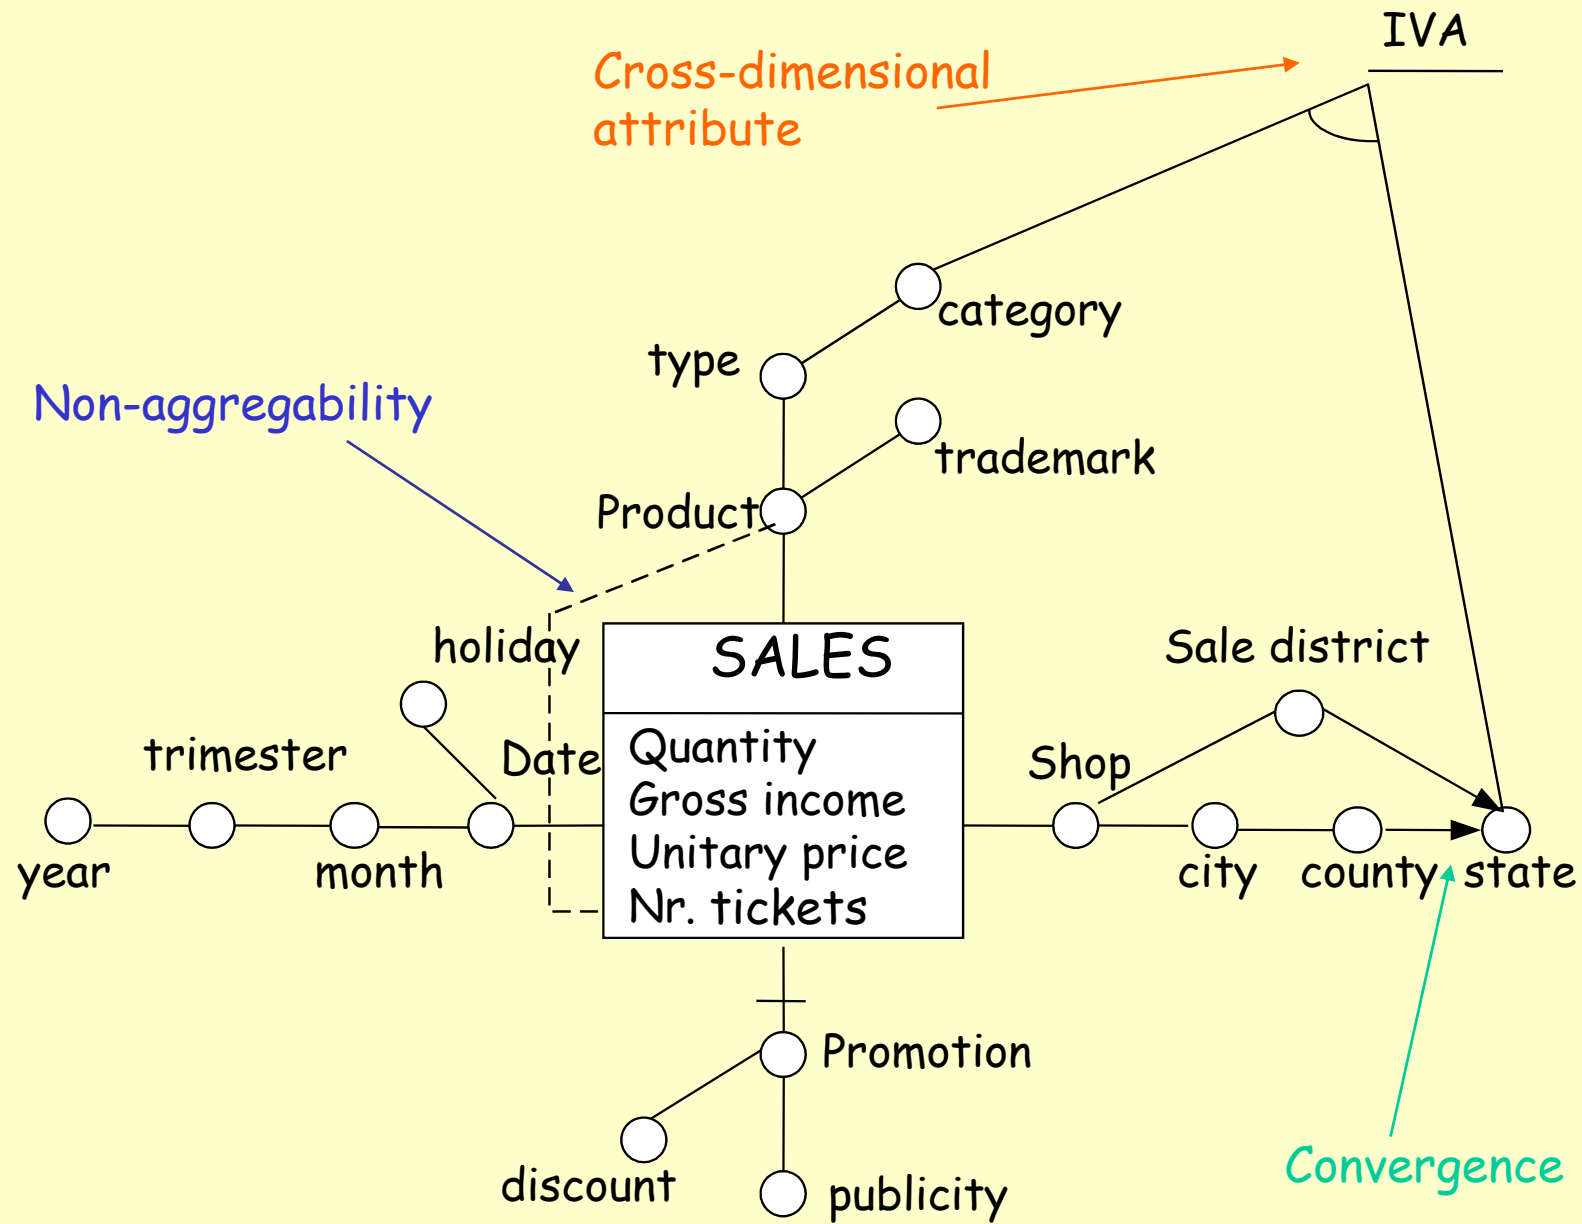 IVA
Cross-dimensional
attribute
category
type
Non-aggregability
trademark
Product
holiday
SALES
Sale district
trimester
Date
Quantity
Shop
Gross income
Unitary price
year
month
city
county
state
Nr. tickets
Promotion
Convergence
discount
publicity